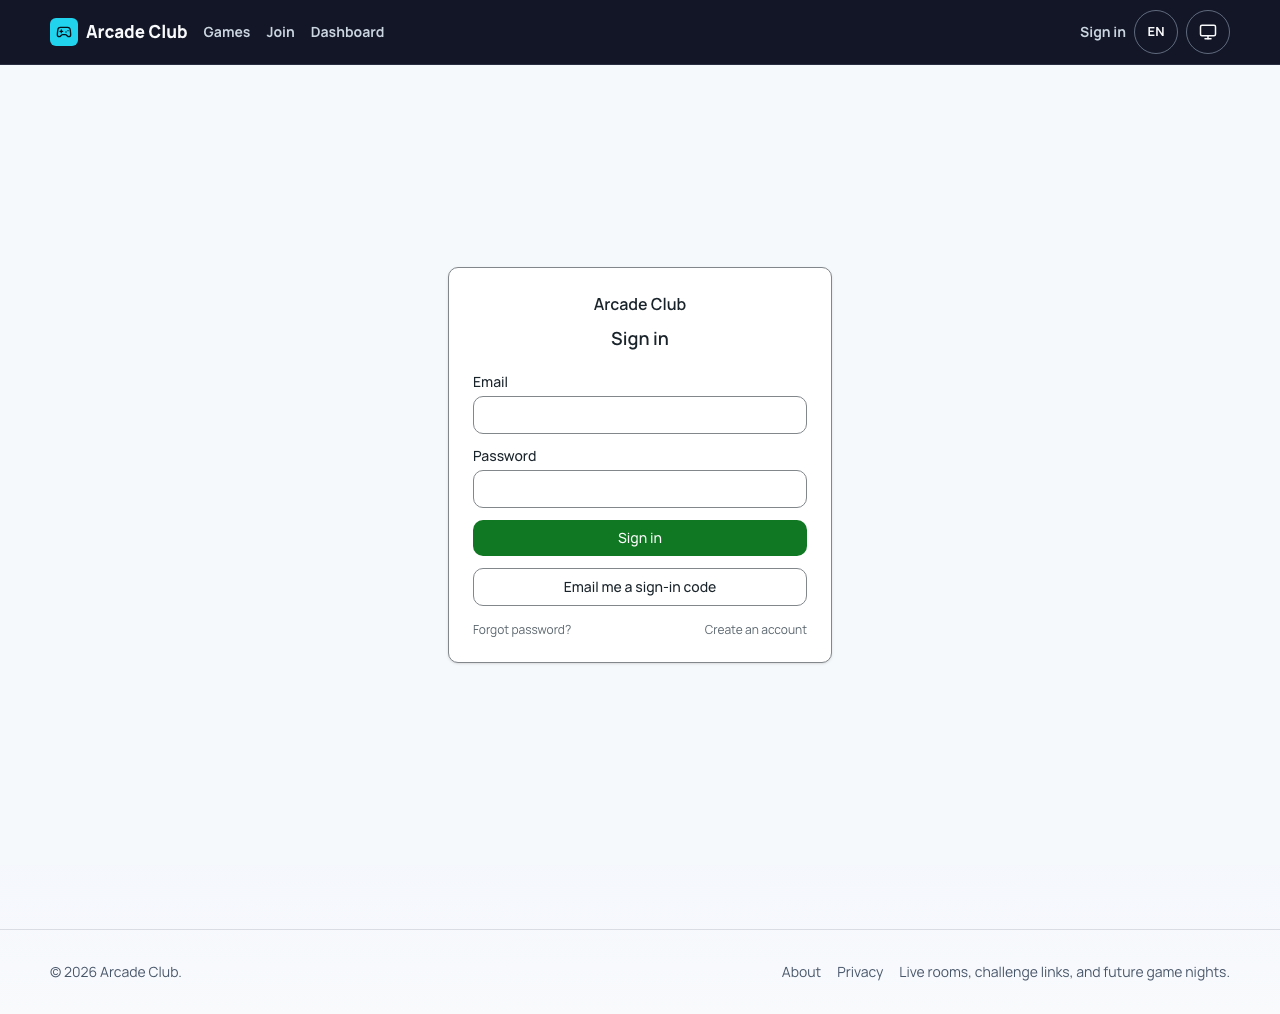 Arcade Club Games Join Dashboard Sign in EN
Arcade Club
Sign in
Email
Password
Sign in
Email me a sign-in code
Forgot password? Create an account
© 2026 Arcade Club. About Privacy Live rooms, challenge links, and future game nights.